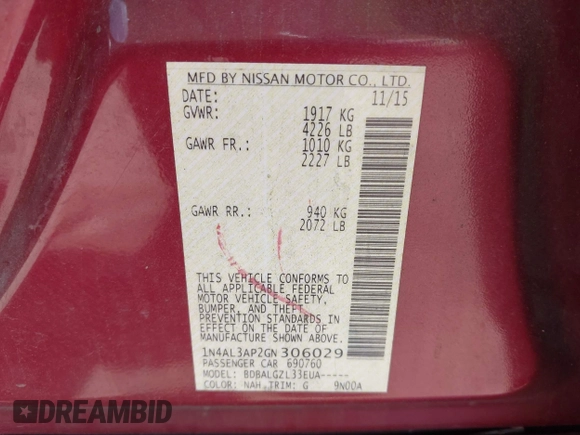 MFD BY NISSAN MOTOR CO., LTD.
DATE: 11/15
GVWR: 1917 KG
4226 LB
GAWR FR.: 1010 KG
2227 LB
GAWR RR.: 940 KG
2072 LB
THIS VEHICLE CONFORMS TO
ALL APPLICABLE FEDERAL
MOTOR VEHICLE SAFETY,
BUMPER, AND THEFT
PREVENTION STANDARDS IN
EFFECT ON THE DATE OF
MANUFACTURE SHOWN ABOVE.
1N4AL3AP2GN306029
PASSENGER CAR 690760
MODEL: BDBALGZL33EUA-----
COLOR: NAH TRIM: G 9N00A
DREAMBID